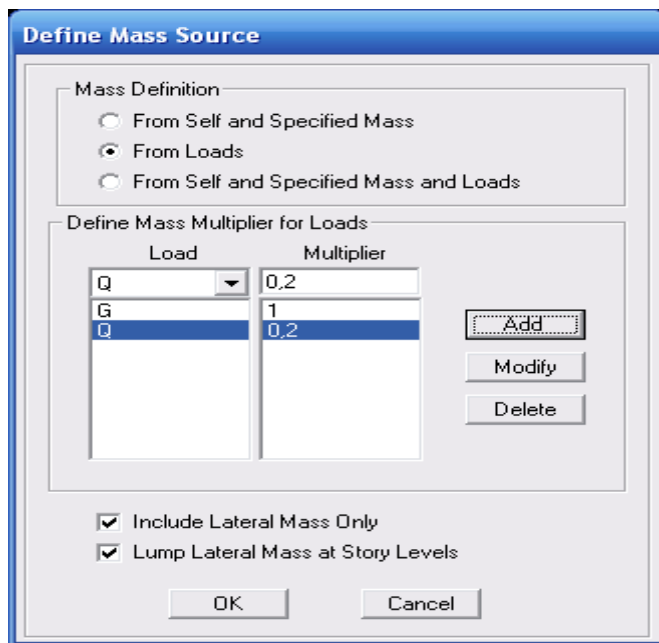 Define Mass Source
Mass Definition
From Self and Specified Mass
From Loads
From Self and Specified Mass and Loads
Define Mass Multiplier for Loads
Load Multiplier
Q 0,2
G 1
Q 0,2
Add
Modify
Delete
Include Lateral Mass Only
Lump Lateral Mass at Story Levels
OK Cancel